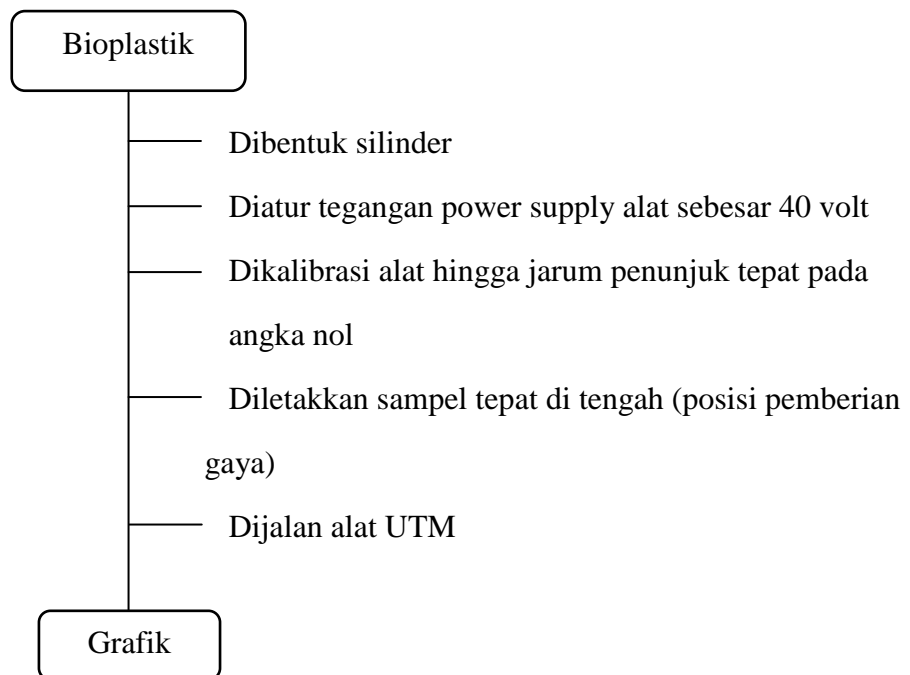 Bioplastik
Dibentuk silinder
Diatur tegangan power supply alat sebesar 40 volt
Dikalibrasi alat hingga jarum penunjuk tepat pada
angka nol
Diletakkan sampel tepat di tengah (posisi pemberian
gaya)
Dijalan alat UTM
Grafik